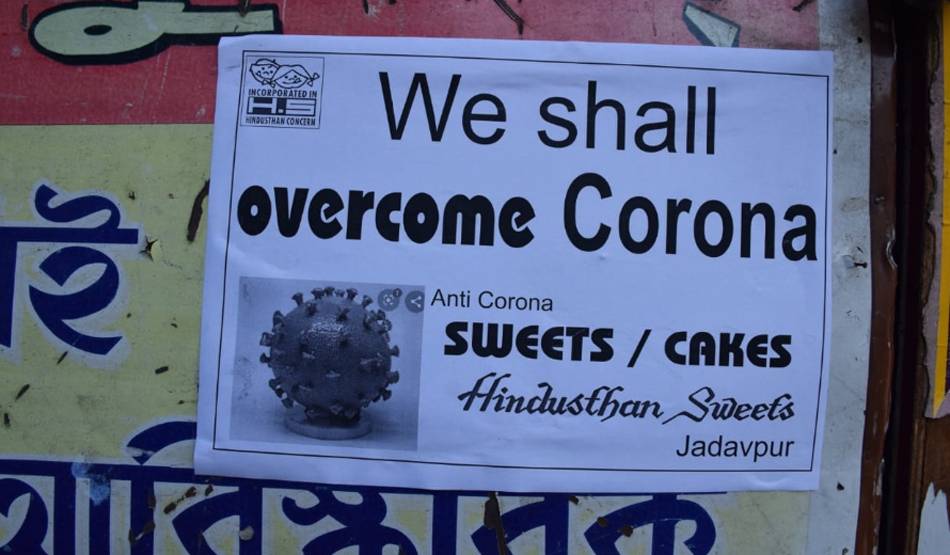 INCORPORATED IN
H.S
HINDUSTHAN CONCERN
We shall
overcome Corona
Anti Corona
SWEETS / CAKES
Hindusthan Sweets
Jadavpur